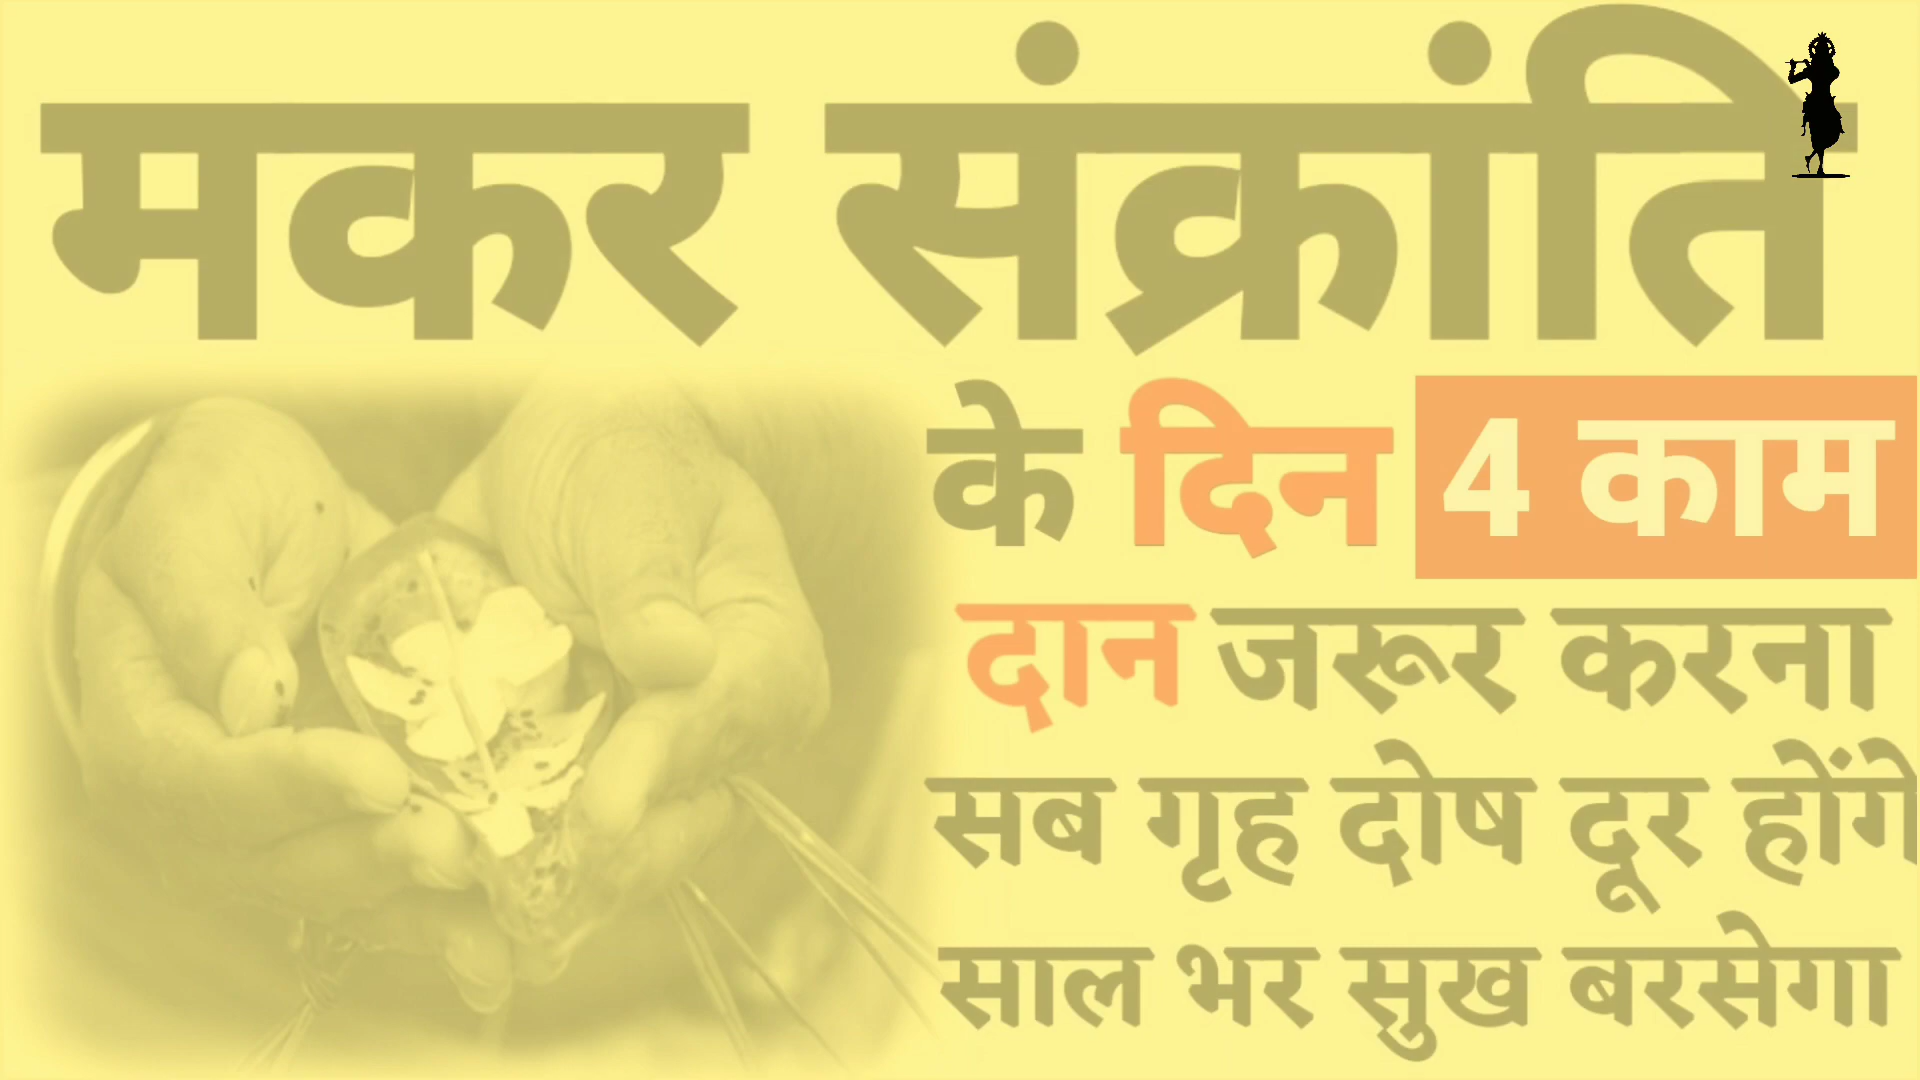 मकर संक्रांति
के दिन 4 काम
दान जरूर करना
सब गृह दोष दूर होंगे
साल भर सुख बरसेगा